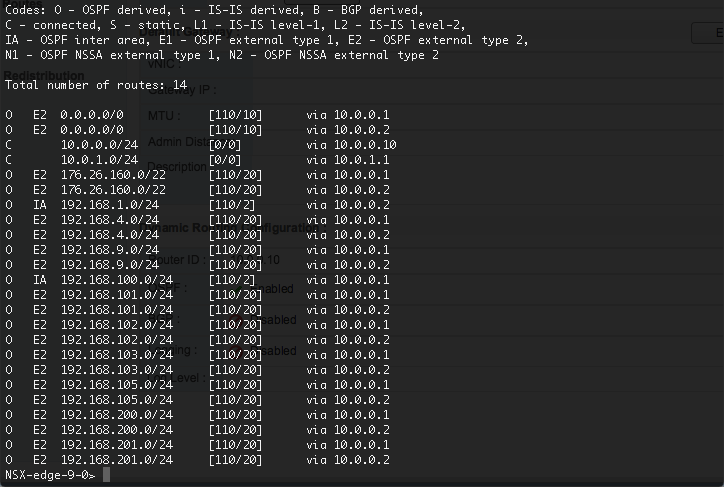 Codes: O - OSPF derived, i - IS-IS derived, B - BGP derived,
C - connected, S - static, L1 - IS-IS level-1, L2 - IS-IS level-2,
IA - OSPF inter area, E1 - OSPF external type 1, E2 - OSPF external type 2,
N1 - OSPF NSSA external type 1, N2 - OSPF NSSA external type 2
Total number of routes: 14
O E2 0.0.0.0/0 [110/10] via 10.0.0.1
O E2 0.0.0.0/0 [110/10] via 10.0.0.2
C 10.0.0.0/24 [0/0] via 10.0.0.10
C 10.0.1.0/24 [0/0] via 10.0.1.1
O E2 176.26.160.0/22 [110/20] via 10.0.0.1
O E2 176.26.160.0/22 [110/20] via 10.0.0.2
O IA 192.168.1.0/24 [110/2] via 10.0.0.2
O E2 192.168.4.0/24 [110/20] via 10.0.0.1
O E2 192.168.4.0/24 [110/20] via 10.0.0.2
O E2 192.168.9.0/24 [110/20] via 10.0.0.1
O E2 192.168.9.0/24 [110/20] via 10.0.0.2
O IA 192.168.100.0/24 [110/2] via 10.0.0.1
O E2 192.168.101.0/24 [110/20] via 10.0.0.1
O E2 192.168.101.0/24 [110/20] via 10.0.0.2
O E2 192.168.102.0/24 [110/20] via 10.0.0.1
O E2 192.168.102.0/24 [110/20] via 10.0.0.2
O E2 192.168.103.0/24 [110/20] via 10.0.0.1
O E2 192.168.103.0/24 [110/20] via 10.0.0.2
O E2 192.168.105.0/24 [110/20] via 10.0.0.1
O E2 192.168.105.0/24 [110/20] via 10.0.0.2
O E2 192.168.200.0/24 [110/20] via 10.0.0.1
O E2 192.168.200.0/24 [110/20] via 10.0.0.2
O E2 192.168.201.0/24 [110/20] via 10.0.0.1
O E2 192.168.201.0/24 [110/20] via 10.0.0.2
NSX-edge-9-0>